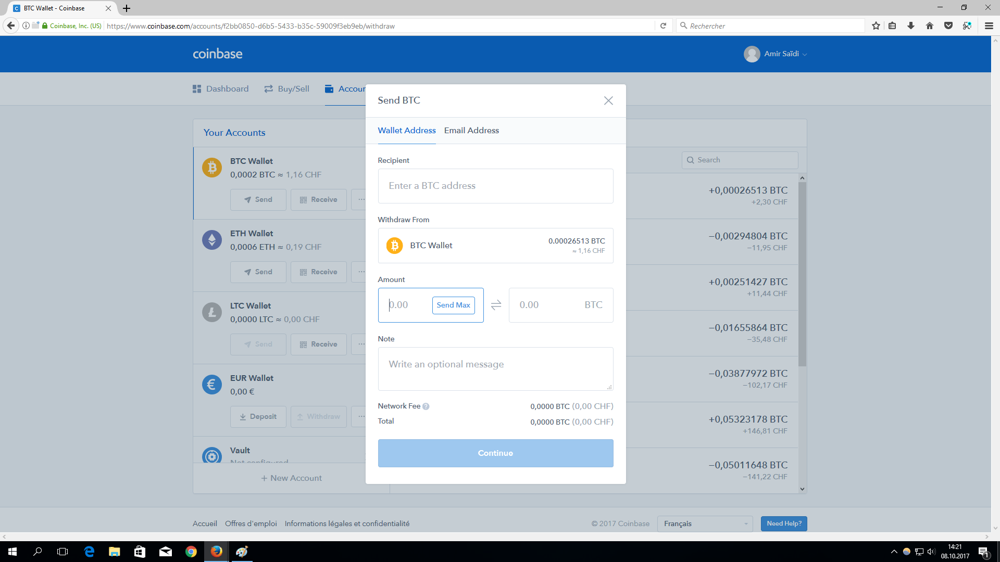 BTC Wallet - Coinbase
Coinbase, Inc. (US)
https://www.coinbase.com/accounts/f2bb0850-d6b5-5433-b35c-59009f3eb9eb/withdraw
Rechercher
coinbase
Amir Saïdi
Dashboard
Buy/Sell
Accour
Send BTC
Wallet Address
Email Address
Your Accounts
BTC Wallet
0,0002 BTC ≈ 1,16 CHF
Send
Receive
...
ETH Wallet
0,0006 ETH ≈ 0,19 CHF
Send
Receive
...
LTC Wallet
0,0000 LTC ≈ 0,00 CHF
Send
Receive
...
EUR Wallet
0,00 €
Deposit
Withdraw
...
Vault
Not configured
+ New Account
Recipient
Enter a BTC address
Withdraw From
BTC Wallet
0.00026513 BTC
≈ 1,16 CHF
Amount
0.00
Send Max
0.00
BTC
Note
Write an optional message
Network Fee ?
0,0000 BTC (0,00 CHF)
Total
0,0000 BTC (0,00 CHF)
Continue
Search
+0,00026513 BTC
+2,30 CHF
−0,00294804 BTC
−11,95 CHF
+0,00251427 BTC
+11,44 CHF
−0,01655864 BTC
−35,48 CHF
−0,03877972 BTC
−102,17 CHF
+0,05323178 BTC
+146,81 CHF
−0,05011648 BTC
−141,22 CHF
Accueil
Offres d'emploi
Informations légales et confidentialité
© 2017 Coinbase
Français
Need Help?
14:21
08.10.2017
1